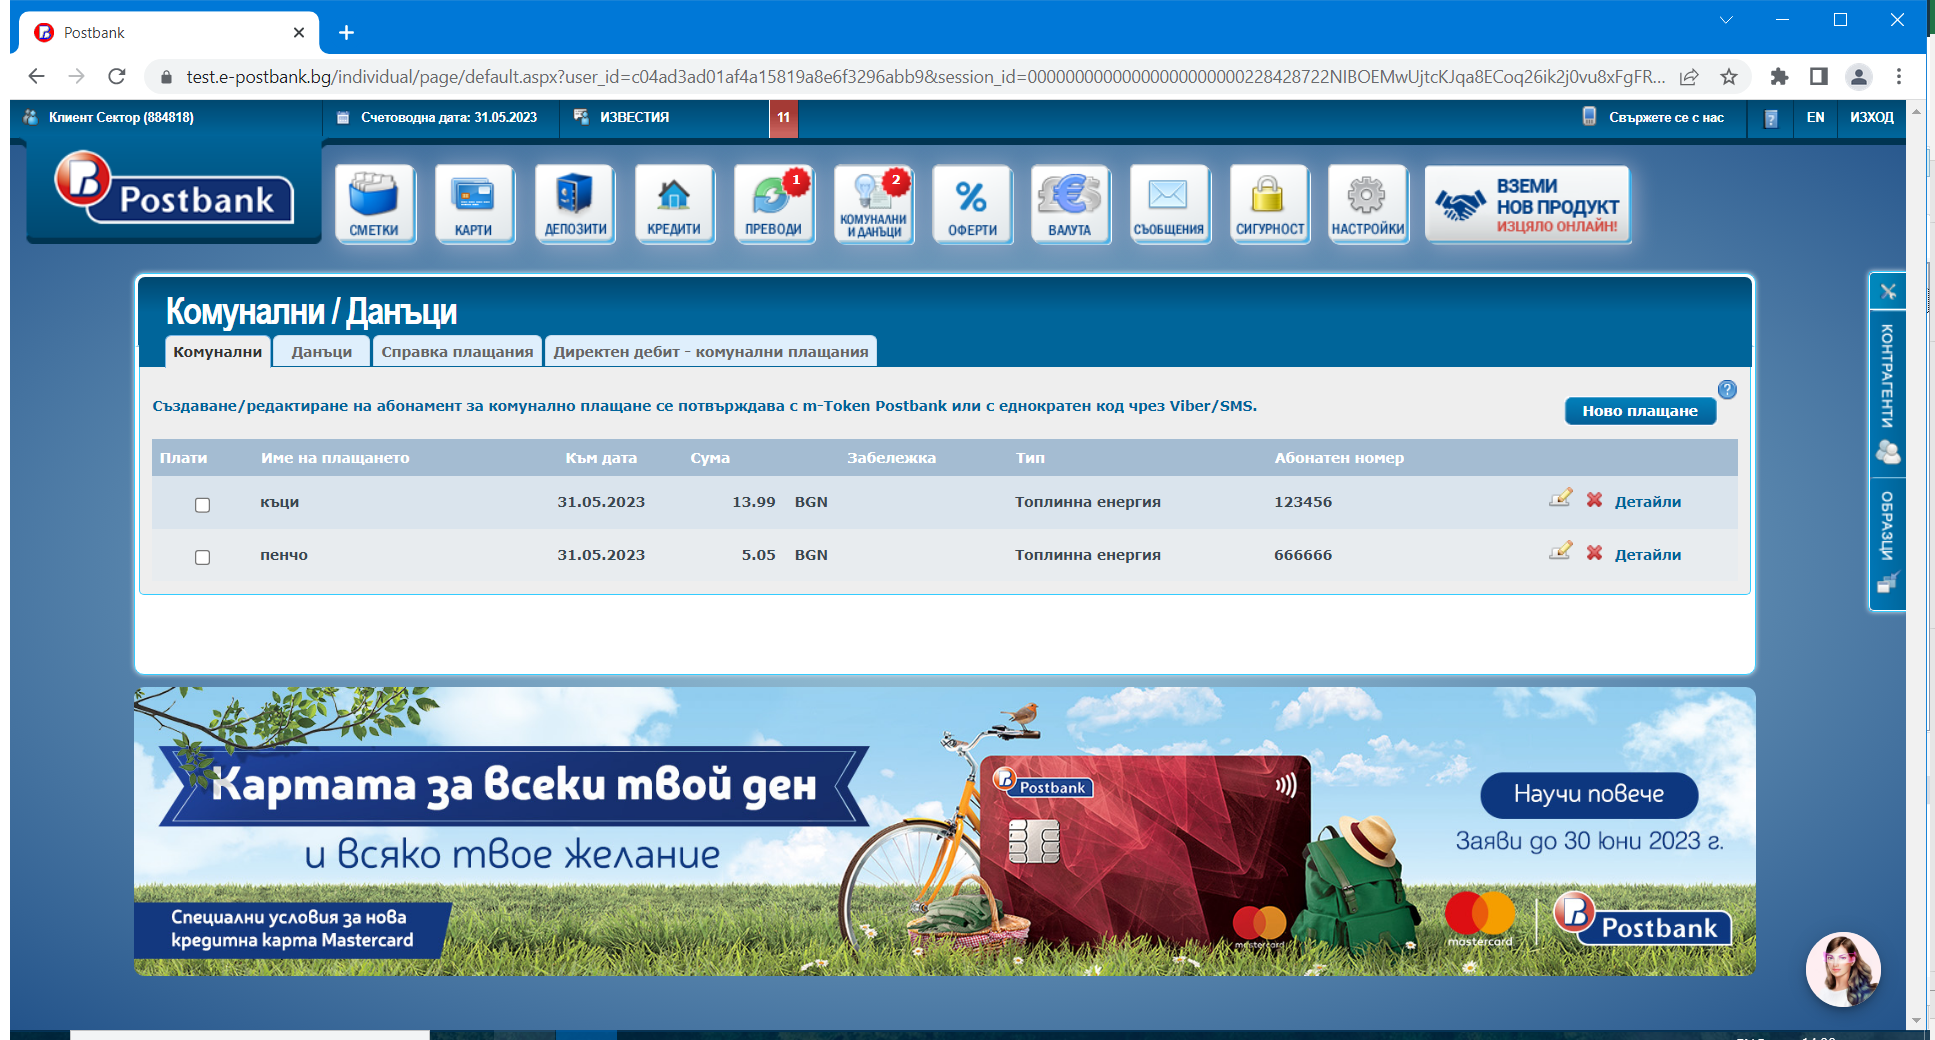 Postbank
test.e-postbank.bg/individual/page/default.aspx?user_id=c04ad3ad01af4a15819a8e6f3296abb9&session_id=
Клиент Сектор (884818)
Счетоводна дата: 31.05.2023
ИЗВЕСТИЯ
11
Свържете се с нас
EN
ИЗХОД
Postbank
СМЕТКИ
КАРТИ
ДЕПОЗИТИ
КРЕДИТИ
1
ПРЕВОДИ
2
КОМУНАЛНИ
И ДАНЪЦИ
ОФЕРТИ
ВАЛУТА
СЪОБЩЕНИЯ
СИГУРНОСТ
НАСТРОЙКИ
ВЗЕМИ
НОВ ПРОДУКТ
ИЗЦЯЛО ОНЛАЙН!
Комунални / Данъци
Комунални
Данъци
Справка плащания
Директен дебит - комунални плащания
Създаване/редактиране на абонамент за комунално плащане се потвърждава с m-Token Postbank или с еднократен код чрез Viber/SMS.
Ново плащане
Плати Име на плащането Към дата Сума Забележка Тип Абонатен номер
къци 31.05.2023 13.99 BGN Топлинна енергия 123456 Детайли
пенчо 31.05.2023 5.05 BGN Топлинна енергия 666666 Детайли
КОНТРАГЕНТИ
ОБРАЗЦИ
Картата за всеки твой ден
и всяко твое желание
Специални условия за нова
кредитна карта Mastercard
Postbank
mastercard
Научи повече
Заяви до 30 юни 2023 г.
mastercard
Postbank